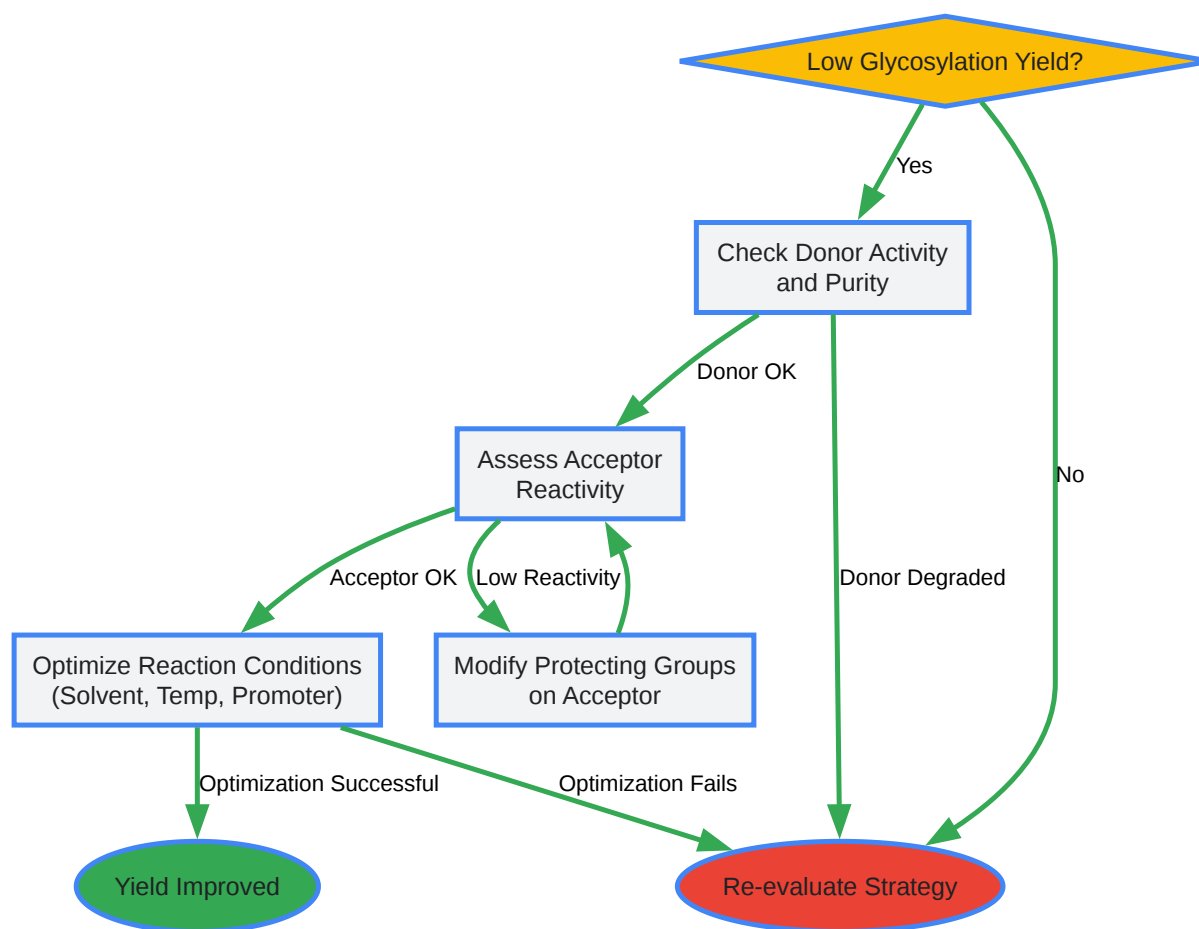 Low Glycosylation Yield?
Yes
Check Donor Activity
and Purity
Donor OK
Assess Acceptor
Reactivity
No
Acceptor OK
Low Reactivity
Donor Degraded
Optimize Reaction Conditions
(Solvent, Temp, Promoter)
Modify Protecting Groups
on Acceptor
Optimization Successful
Optimization Fails
Yield Improved
Re-evaluate Strategy